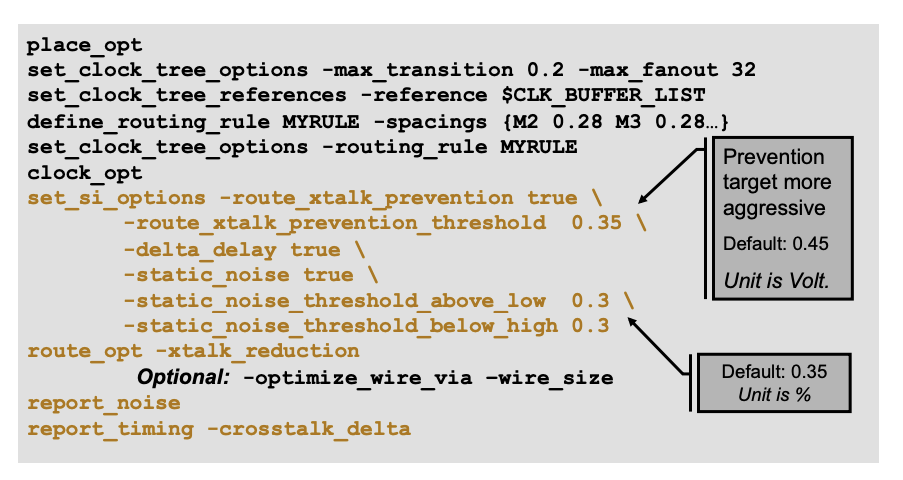 place_opt
set_clock_tree_options -max_transition 0.2 -max_fanout 32
set_clock_tree_references -reference $CLK_BUFFER_LIST
define_routing_rule MYRULE -spacings {M2 0.28 M3 0.28…}
set_clock_tree_options -routing_rule MYRULE
clock_opt
set_si_options -route_xtalk_prevention true \
-route_xtalk_prevention_threshold 0.35 \
-delta_delay true \
-static_noise true \
-static_noise_threshold_above_low 0.3 \
-static_noise_threshold_below_high 0.3
route_opt -xtalk_reduction
Optional: -optimize_wire_via –wire_size
report_noise
report_timing -crosstalk_delta
Prevention
target more
aggressive
Default: 0.45
Unit is Volt.
Default: 0.35
Unit is %